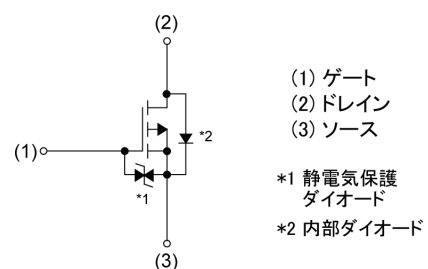 (2)
(1)
*2
*1
(3)
(1) ゲート
(2) ドレイン
(3) ソース
*1 静電気保護
ダイオード
*2 内部ダイオード